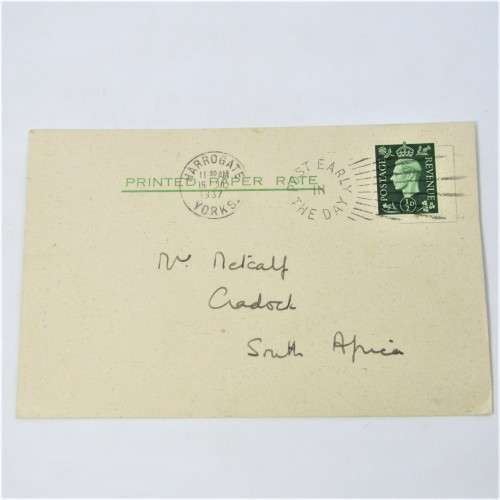 HARROGATE
11 30 AM
1937
YORKS.
PRINTED PAPER RATE
POST EARLY
IN
THE DAY
POSTAGE
REVENUE
½D
Mr. Metcalf
Cradock
South Africa